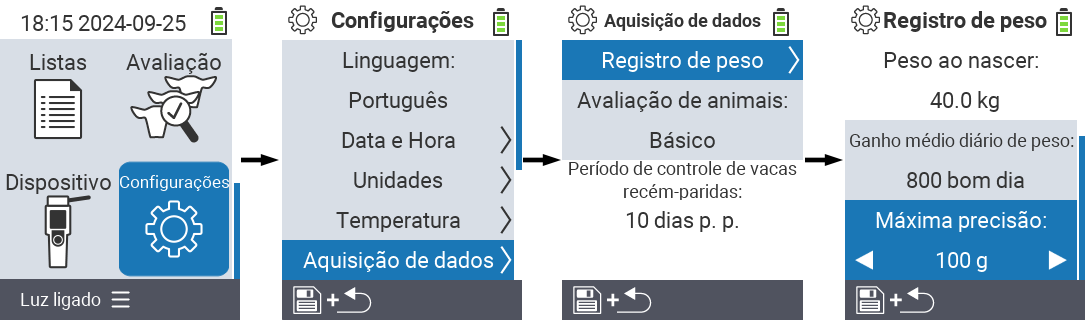 18:15 2024-09-25
Listas
Avaliação
Dispositivo
Configurações
Luz ligado
Configurações
Linguagem:
Português
Data e Hora
Unidades
Temperatura
Aquisição de dados
+
Aquisição de dados
Registro de peso
Avaliação de animais:
Básico
Período de controle de vacas
recém-paridas:
10 dias p. p.
+
Registro de peso
Peso ao nascer:
40.0 kg
Ganho médio diário de peso:
800 bom dia
Máxima precisão:
100 g
+